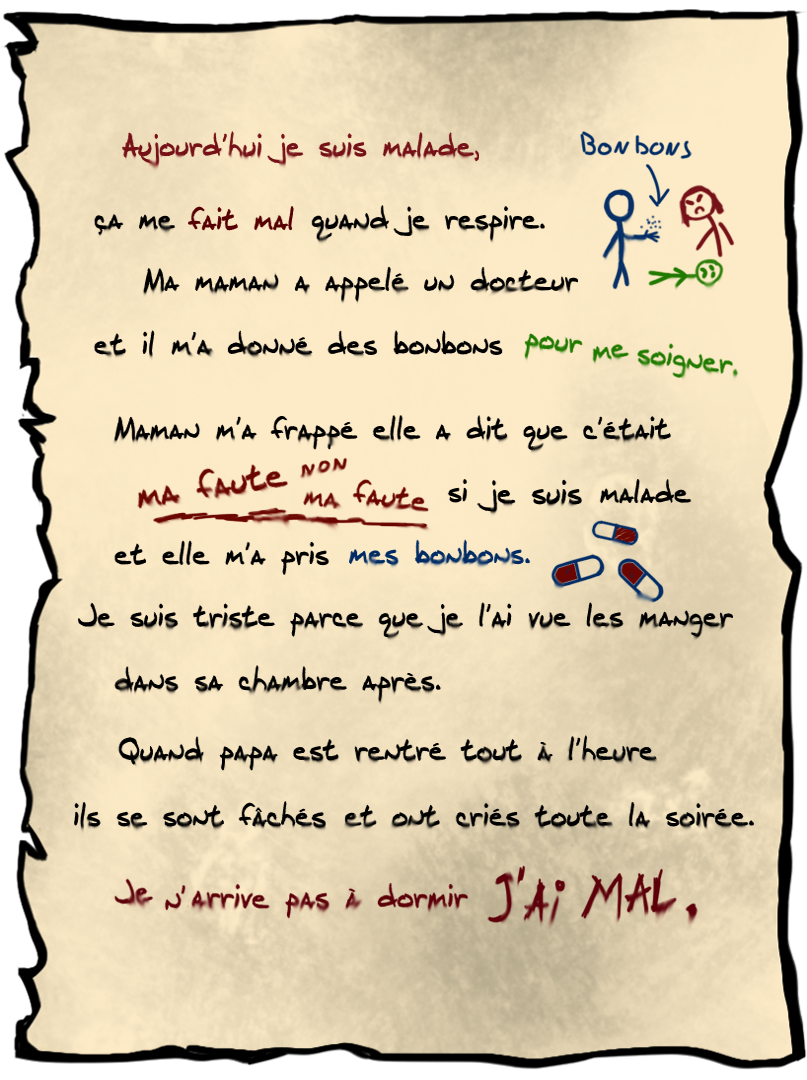 Aujourd'hui je suis malade,
Bonbons
ça me fait mal quand je respire.
Ma maman a appelé un docteur
et il m'a donné des bonbons pour me soigner.
Maman m'a frappé elle a dit que c'était
ma faute NON ma faute si je suis malade
et elle m'a pris mes bonbons.
Je suis triste parce que je l'ai vue les manger
dans sa chambre après.
Quand papa est rentré tout à l'heure
ils se sont fâchés et ont criés toute la soirée.
Je n'arrive pas à dormir J'Ai MAL.